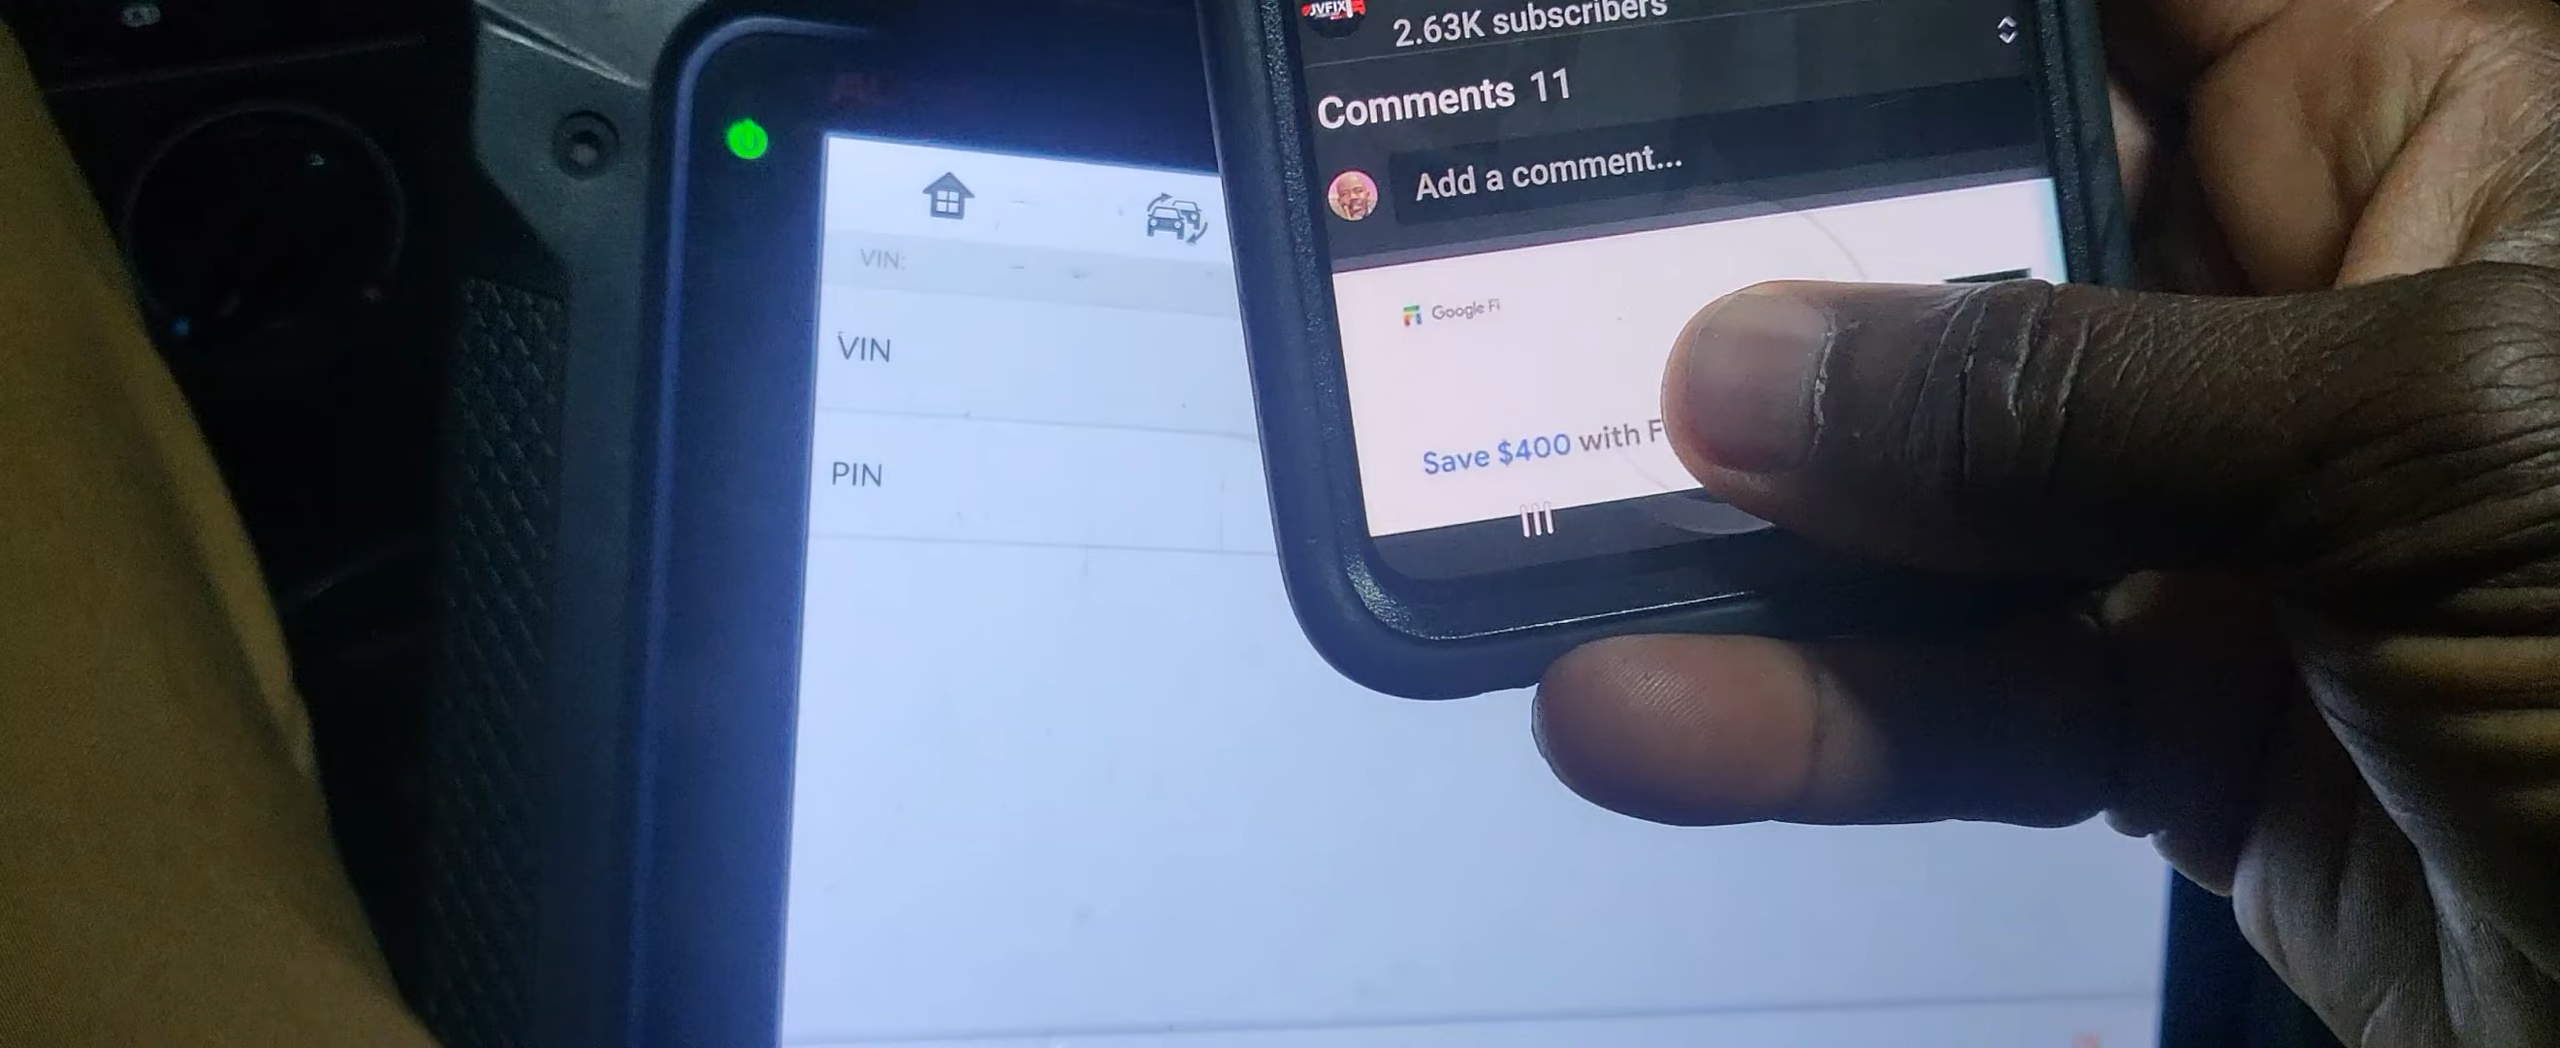 JVFIX
2.63K subscribers
Comments 11
Add a comment...
Google Fi
Save $400 with F
VIN:
VIN
PIN